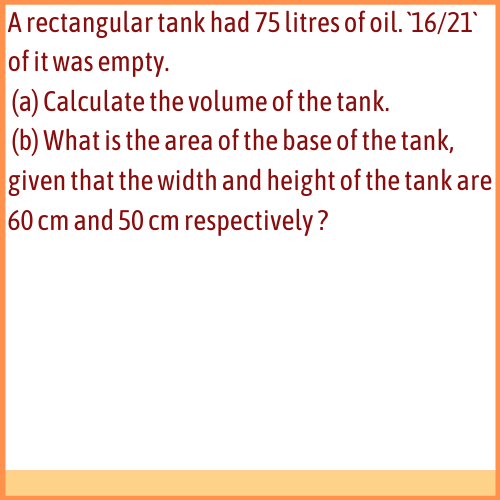 A rectangular tank had 75 litres of oil. `16/21`
of it was empty.
(a) Calculate the volume of the tank.
(b) What is the area of the base of the tank,
given that the width and height of the tank are
60 cm and 50 cm respectively ?